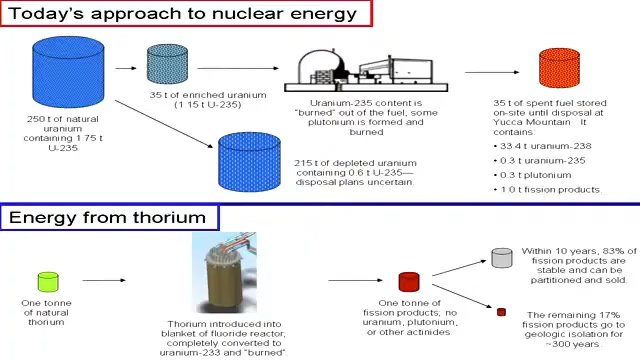 Today's approach to nuclear energy
250 t of natural
uranium
containing 1.75 t
U-235
35 t of enriched uranium
(1.15 t U-235)
215 t of depleted uranium
containing 0.6 t U-235—
disposal plans uncertain.
Uranium-235 content is
"burned" out of the fuel; some
plutonium is formed and
burned
35 t of spent fuel stored
on-site until disposal at
Yucca Mountain. It
contains:
• 33.4 t uranium-238
• 0.3 t uranium-235
• 0.3 t plutonium
• 1.0 t fission products.
Energy from thorium
One tonne
of natural
thorium
Thorium introduced into
blanket of fluoride reactor;
completely converted to
uranium-233 and "burned"
One tonne of
fission products; no
uranium, plutonium,
or other actinides.
Within 10 years, 83% of
fission products are
stable and can be
partitioned and sold.
The remaining 17%
fission products go to
geologic isolation for
~300 years.